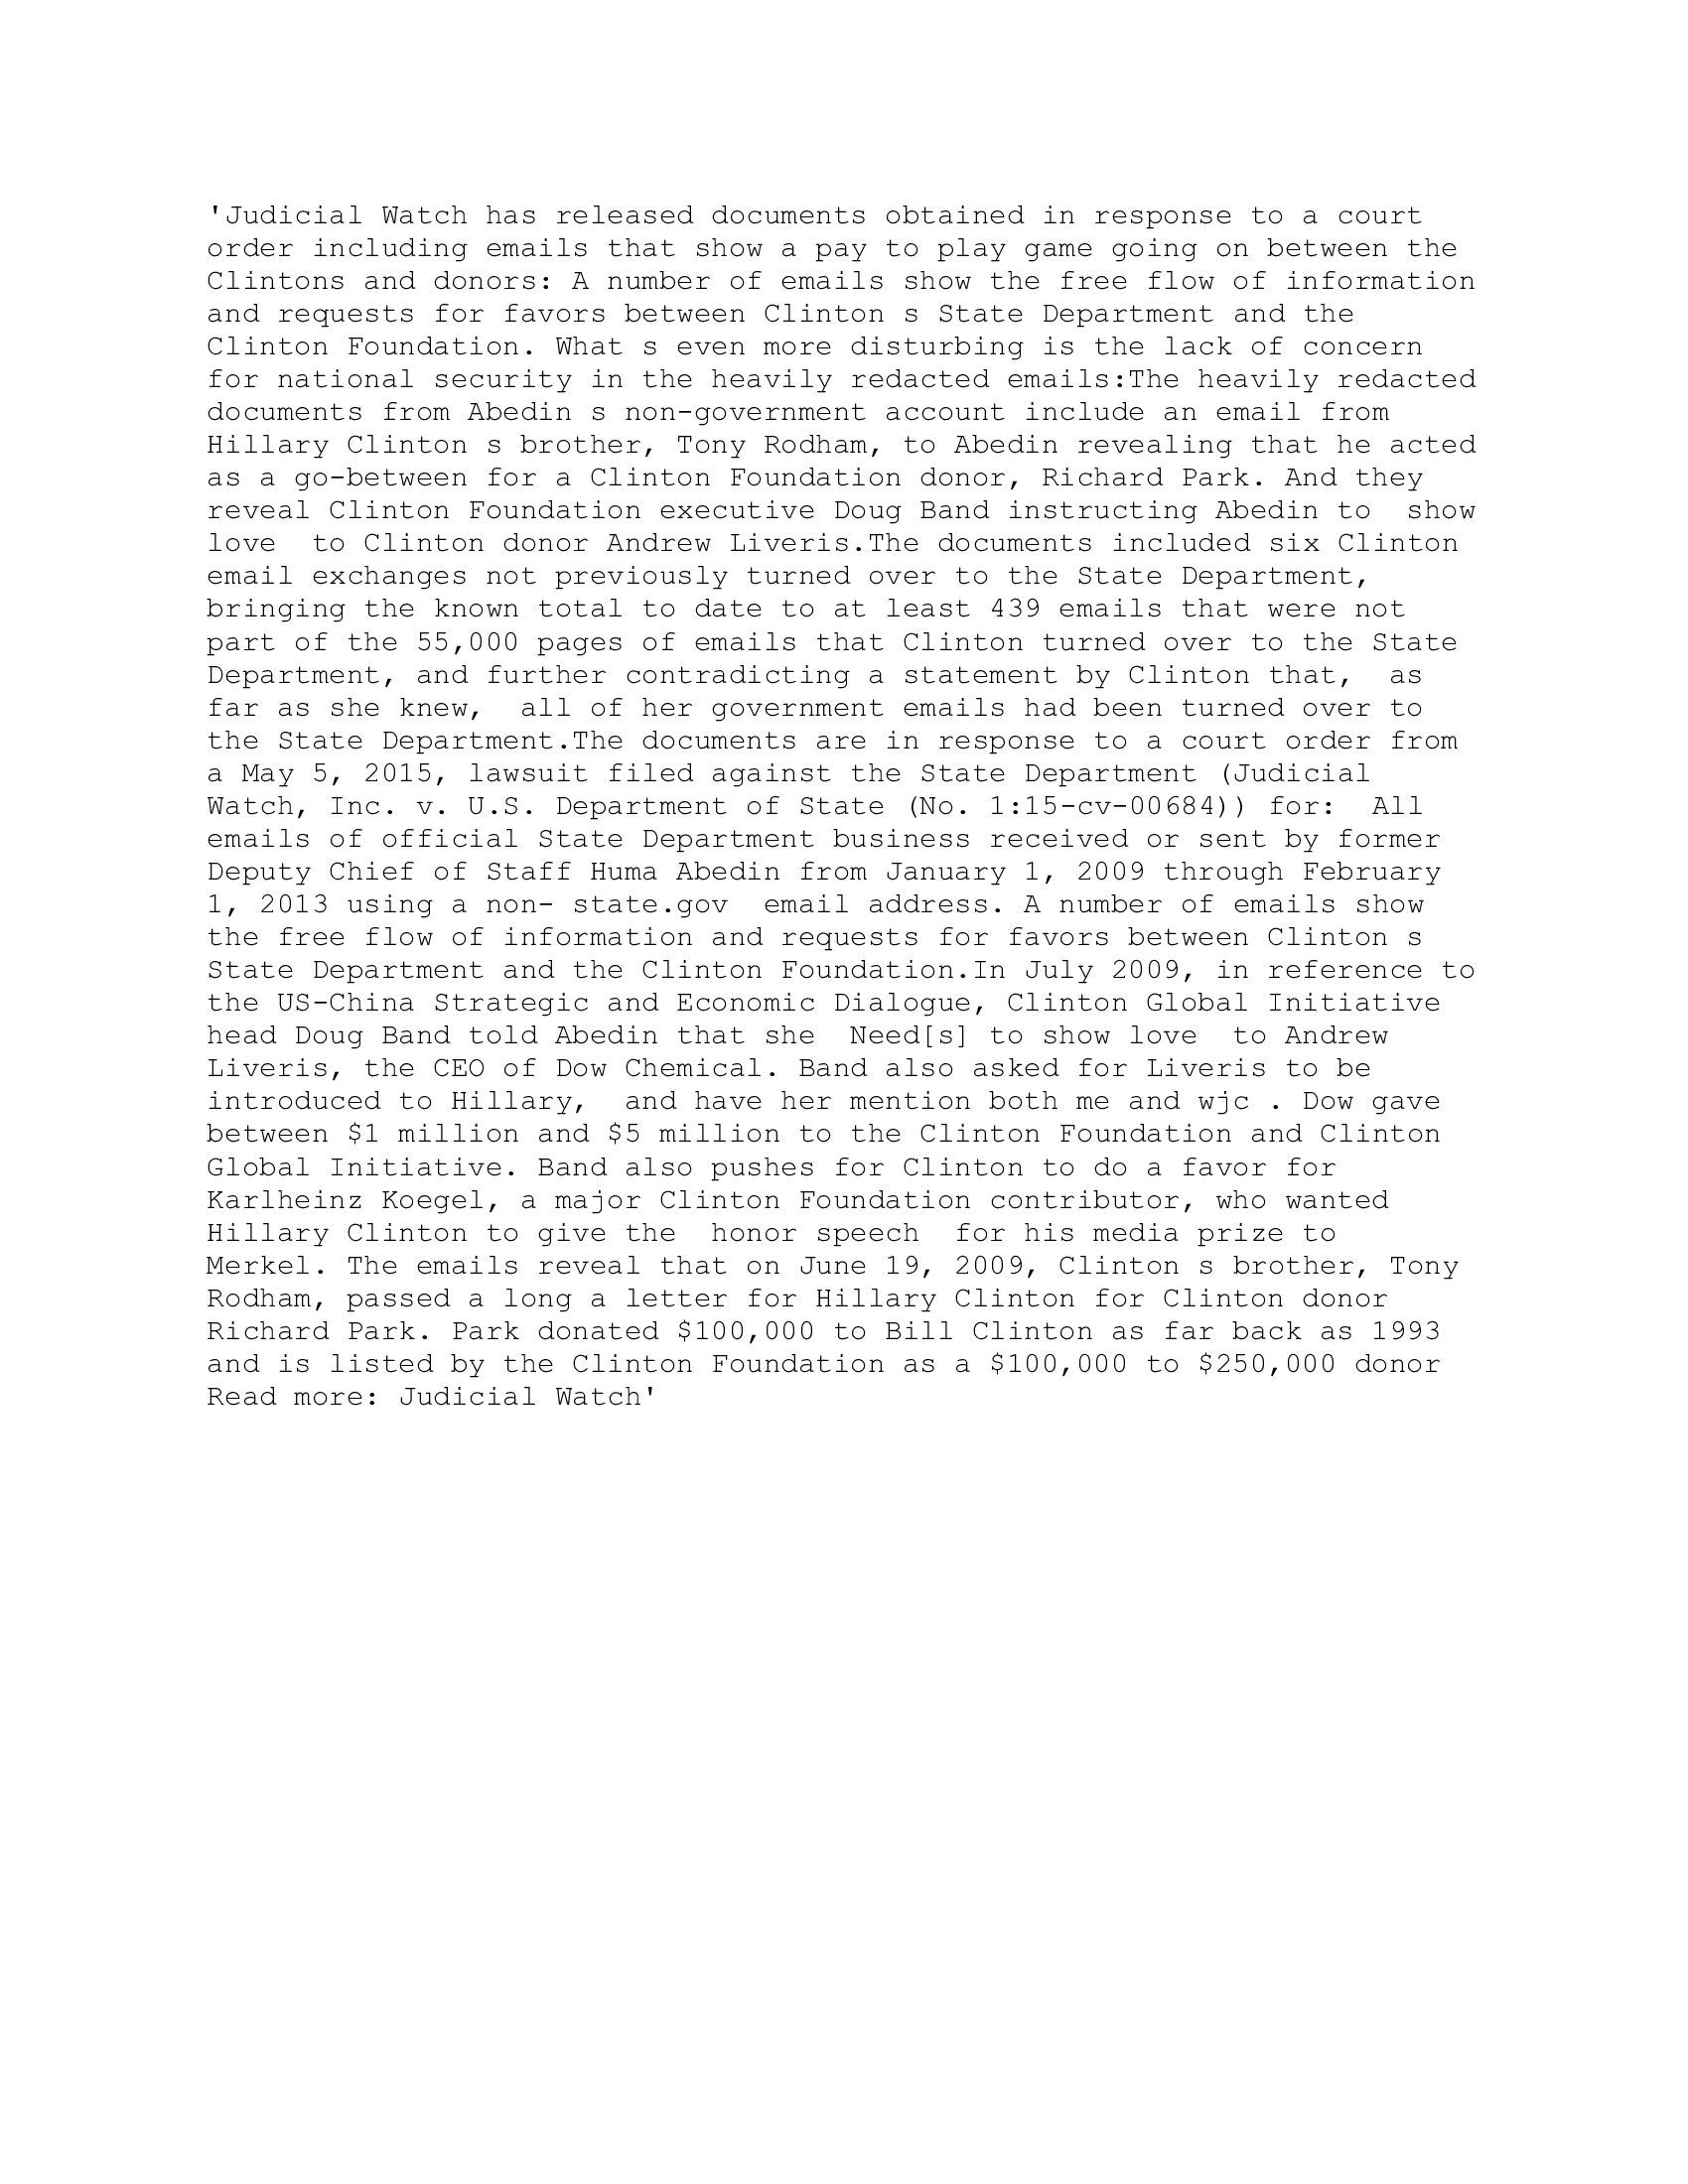 'Judicial Watch has released documents obtained in response to a court
order including emails that show a pay to play game going on between the
Clintons and donors: A number of emails show the free flow of information
and requests for favors between Clinton s State Department and the
Clinton Foundation. What s even more disturbing is the lack of concern
for national security in the heavily redacted emails:The heavily redacted
documents from Abedin s non-government account include an email from
Hillary Clinton s brother, Tony Rodham, to Abedin revealing that he acted
as a go-between for a Clinton Foundation donor, Richard Park. And they
reveal Clinton Foundation executive Doug Band instructing Abedin to  show
love  to Clinton donor Andrew Liveris.The documents included six Clinton
email exchanges not previously turned over to the State Department,
bringing the known total to date to at least 439 emails that were not
part of the 55,000 pages of emails that Clinton turned over to the State
Department, and further contradicting a statement by Clinton that,  as
far as she knew,  all of her government emails had been turned over to
the State Department.The documents are in response to a court order from
a May 5, 2015, lawsuit filed against the State Department (Judicial
Watch, Inc. v. U.S. Department of State (No. 1:15-cv-00684)) for:  All
emails of official State Department business received or sent by former
Deputy Chief of Staff Huma Abedin from January 1, 2009 through February
1, 2013 using a non- state.gov  email address. A number of emails show
the free flow of information and requests for favors between Clinton s
State Department and the Clinton Foundation.In July 2009, in reference to
the US-China Strategic and Economic Dialogue, Clinton Global Initiative
head Doug Band told Abedin that she  Need[s] to show love  to Andrew
Liveris, the CEO of Dow Chemical. Band also asked for Liveris to be
introduced to Hillary,  and have her mention both me and wjc . Dow gave
between $1 million and $5 million to the Clinton Foundation and Clinton
Global Initiative. Band also pushes for Clinton to do a favor for
Karlheinz Koegel, a major Clinton Foundation contributor, who wanted
Hillary Clinton to give the  honor speech  for his media prize to
Merkel. The emails reveal that on June 19, 2009, Clinton s brother, Tony
Rodham, passed a long a letter for Hillary Clinton for Clinton donor
Richard Park. Park donated $100,000 to Bill Clinton as far back as 1993
and is listed by the Clinton Foundation as a $100,000 to $250,000 donor
Read more: Judicial Watch'